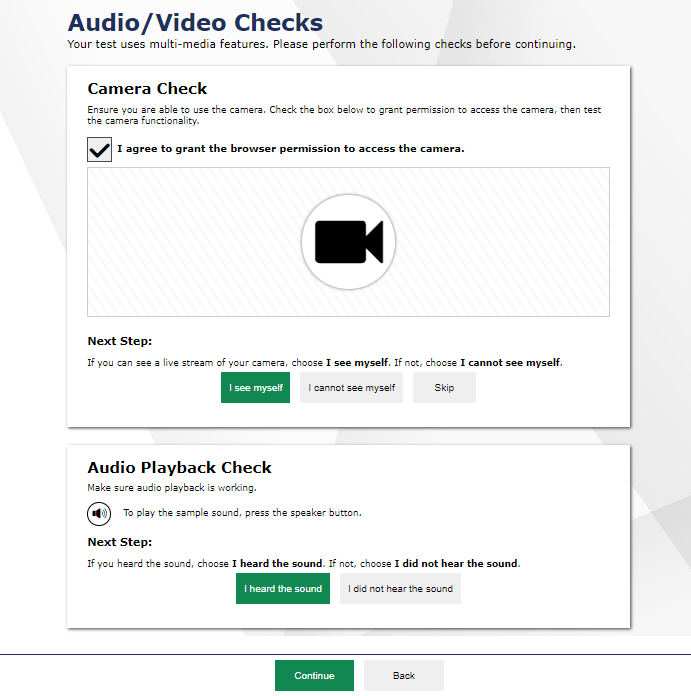 Audio/Video Checks
Your test uses multi-media features. Please perform the following checks before continuing.
Camera Check
Ensure you are able to use the camera. Check the box below to grant permission to access the camera, then test
the camera functionality.
I agree to grant the browser permission to access the camera.
Next Step:
If you can see a live stream of your camera, choose I see myself. If not, choose I cannot see myself.
I see myself I cannot see myself Skip
Audio Playback Check
Make sure audio playback is working.
To play the sample sound, press the speaker button.
Next Step:
If you heard the sound, choose I heard the sound. If not, choose I did not hear the sound.
I heard the sound I did not hear the sound
Continue Back